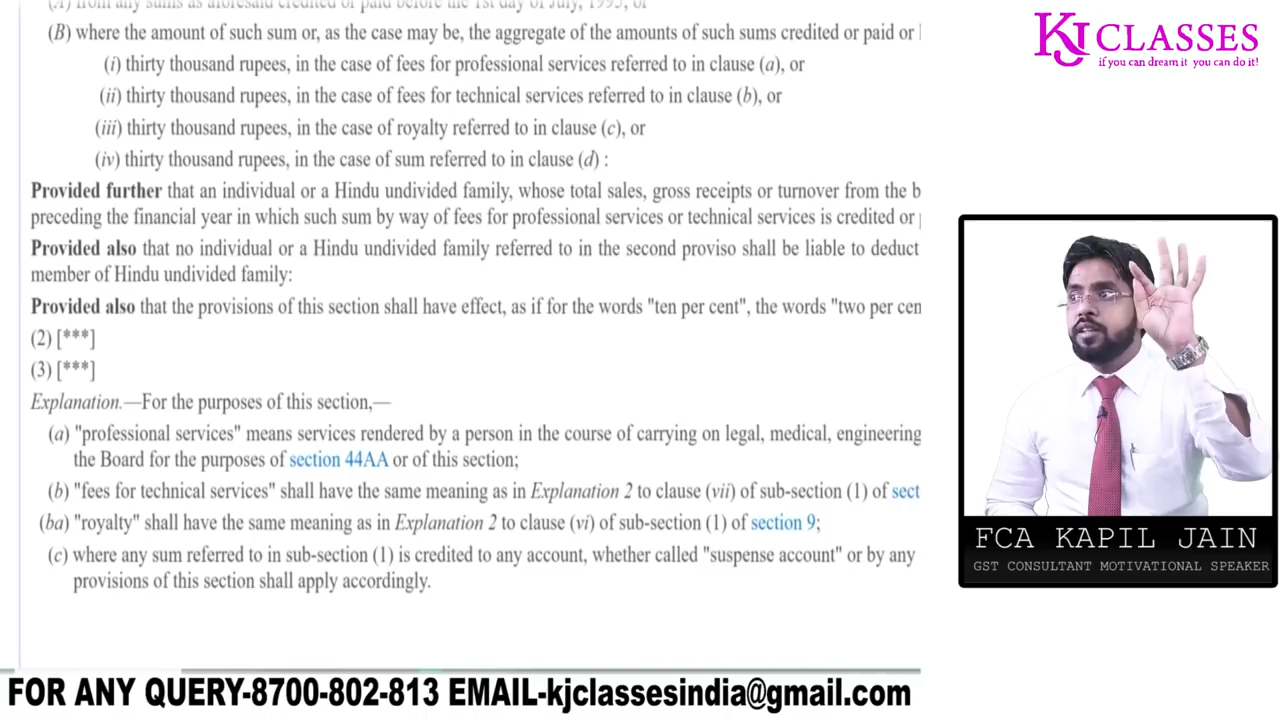 (A) from any sums as aforesaid credited or paid before the 1st day of July, 1995; or
(B) where the amount of such sum or, as the case may be, the aggregate of the amounts of such sums credited or paid or
(i) thirty thousand rupees, in the case of fees for professional services referred to in clause (a), or
(ii) thirty thousand rupees, in the case of fees for technical services referred to in clause (b), or
(iii) thirty thousand rupees, in the case of royalty referred to in clause (c), or
(iv) thirty thousand rupees, in the case of sum referred to in clause (d) :
Provided further that an individual or a Hindu undivided family, whose total sales, gross receipts or turnover from the b
preceding the financial year in which such sum by way of fees for professional services or technical services is credited or
Provided also that no individual or a Hindu undivided family referred to in the second proviso shall be liable to deduct
member of Hindu undivided family:
Provided also that the provisions of this section shall have effect, as if for the words "ten per cent", the words "two per cen
(2) [***]
(3) [***]
Explanation.—For the purposes of this section,—
(a) "professional services" means services rendered by a person in the course of carrying on legal, medical, engineering
the Board for the purposes of section 44AA or of this section;
(b) "fees for technical services" shall have the same meaning as in Explanation 2 to clause (vii) of sub-section (1) of sect
(ba) "royalty" shall have the same meaning as in Explanation 2 to clause (vi) of sub-section (1) of section 9;
(c) where any sum referred to in sub-section (1) is credited to any account, whether called "suspense account" or by any
provisions of this section shall apply accordingly.
KJ CLASSES
if you can dream it you can do it!
FCA KAPIL JAIN
GST CONSULTANT MOTIVATIONAL SPEAKER
FOR ANY QUERY-8700-802-813 EMAIL-kjclassesindia@gmail.com